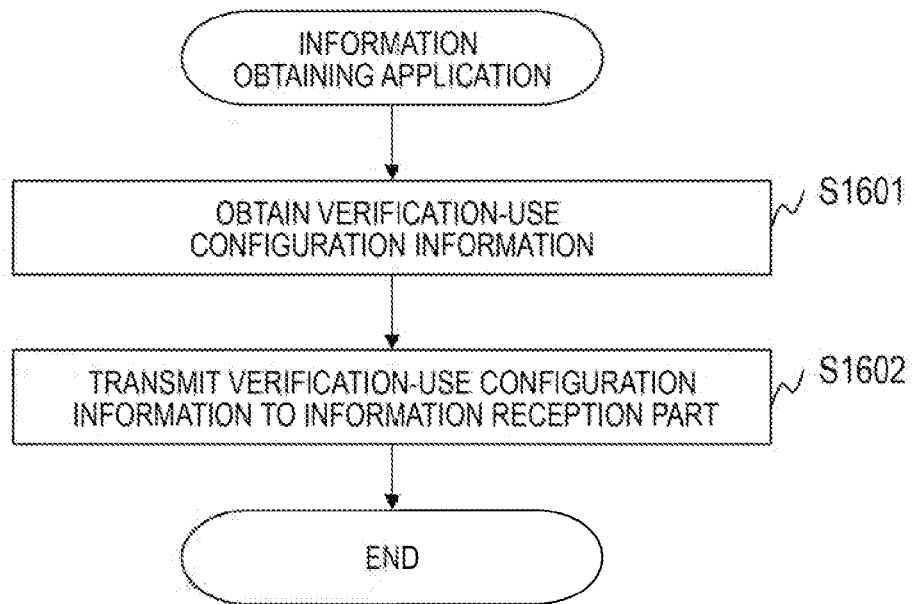 INFORMATION
OBTAINING APPLICATION
S1601
OBTAIN VERIFICATION-USE
CONFIGURATION INFORMATION
S1602
TRANSMIT VERIFICATION-USE CONFIGURATION
INFORMATION TO INFORMATION RECEPTION PART
END